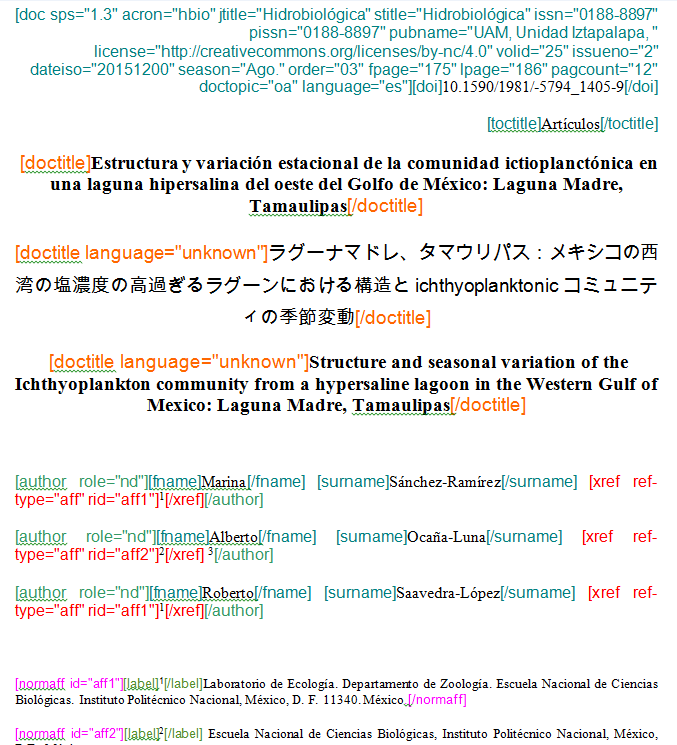 [doc sps="1.3" acron="hbio" jtitle="Hidrobiológica" stitle="Hidrobiológica" issn="0188-8897"
pissn="0188-8897" pubname="UAM, Unidad Iztapalapa, "
license="http://creativecommons.org/licenses/by-nc/4.0" volid="25" issueno="2"
dateiso="20151200" season="Ago." order="03" fpage="175" lpage="186" pagcount="12"
doctopic="oa" language="es"][doi]10.1590/1981/-5794_1405-9[/doi]
[toctitle]Artículos[/toctitle]
[doctitle]Estructura y variación estacional de la comunidad ictioplanctónica en
una laguna hipersalina del oeste del Golfo de México: Laguna Madre,
Tamaulipas[/doctitle]
[doctitle language="unknown"]ラグーナマドレ、タマウリパス：メキシコの西
湾の塩濃度の高過ぎるラグーンにおける構造と ichthyoplanktonic コミュニテ
ィの季節変動[/doctitle]
[doctitle language="unknown"]Structure and seasonal variation of the
Ichthyoplankton community from a hypersaline lagoon in the Western Gulf of
Mexico: Laguna Madre, Tamaulipas[/doctitle]
[author role="nd"][fname]Marina[/fname] [surname]Sánchez-Ramírez[/surname] [xref ref-
type="aff" rid="aff1"]1[/xref][/author]
[author role="nd"][fname]Alberto[/fname] [surname]Ocaña-Luna[/surname] [xref ref-
type="aff" rid="aff2"]2[/xref] 3[/author]
[author role="nd"][fname]Roberto[/fname] [surname]Saavedra-López[/surname] [xref ref-
type="aff" rid="aff1"]1[/xref][/author]
[normaff id="aff1"][label]1[/label]Laboratorio de Ecología. Departamento de Zoología. Escuela Nacional de Ciencias
Biológicas. Instituto Politécnico Nacional, México, D. F. 11340. México.[/normaff]
[normaff id="aff2"][label]2[/label] Escuela Nacional de Ciencias Biológicas, Instituto Politécnico Nacional, México,